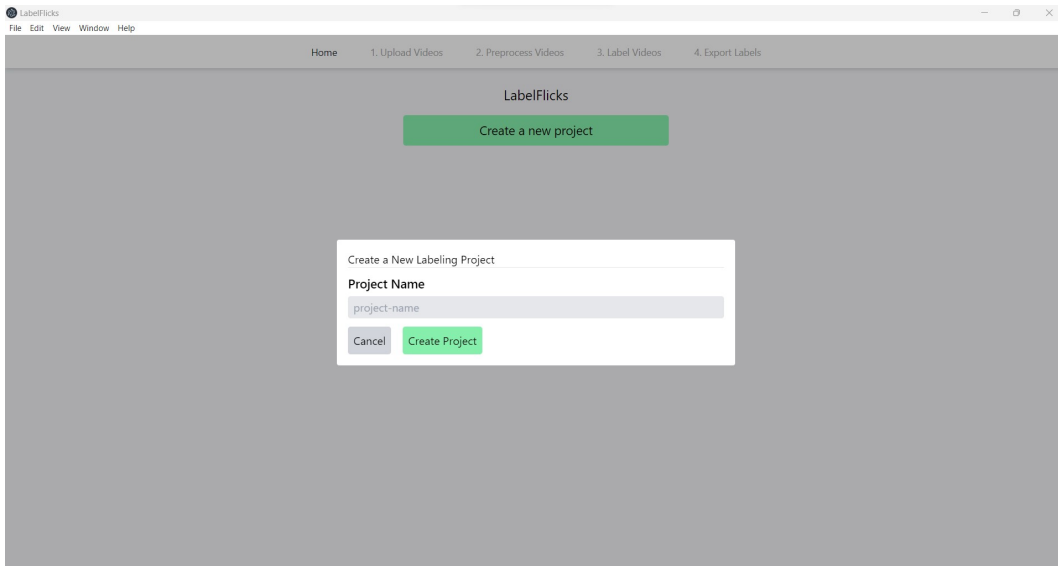 LabelFlicks
File Edit View Window Help
Home 1. Upload Videos 2. Preprocess Videos 3. Label Videos 4. Export Labels
LabelFlicks
Create a new project
Create a New Labeling Project
Project Name
project-name
Cancel Create Project